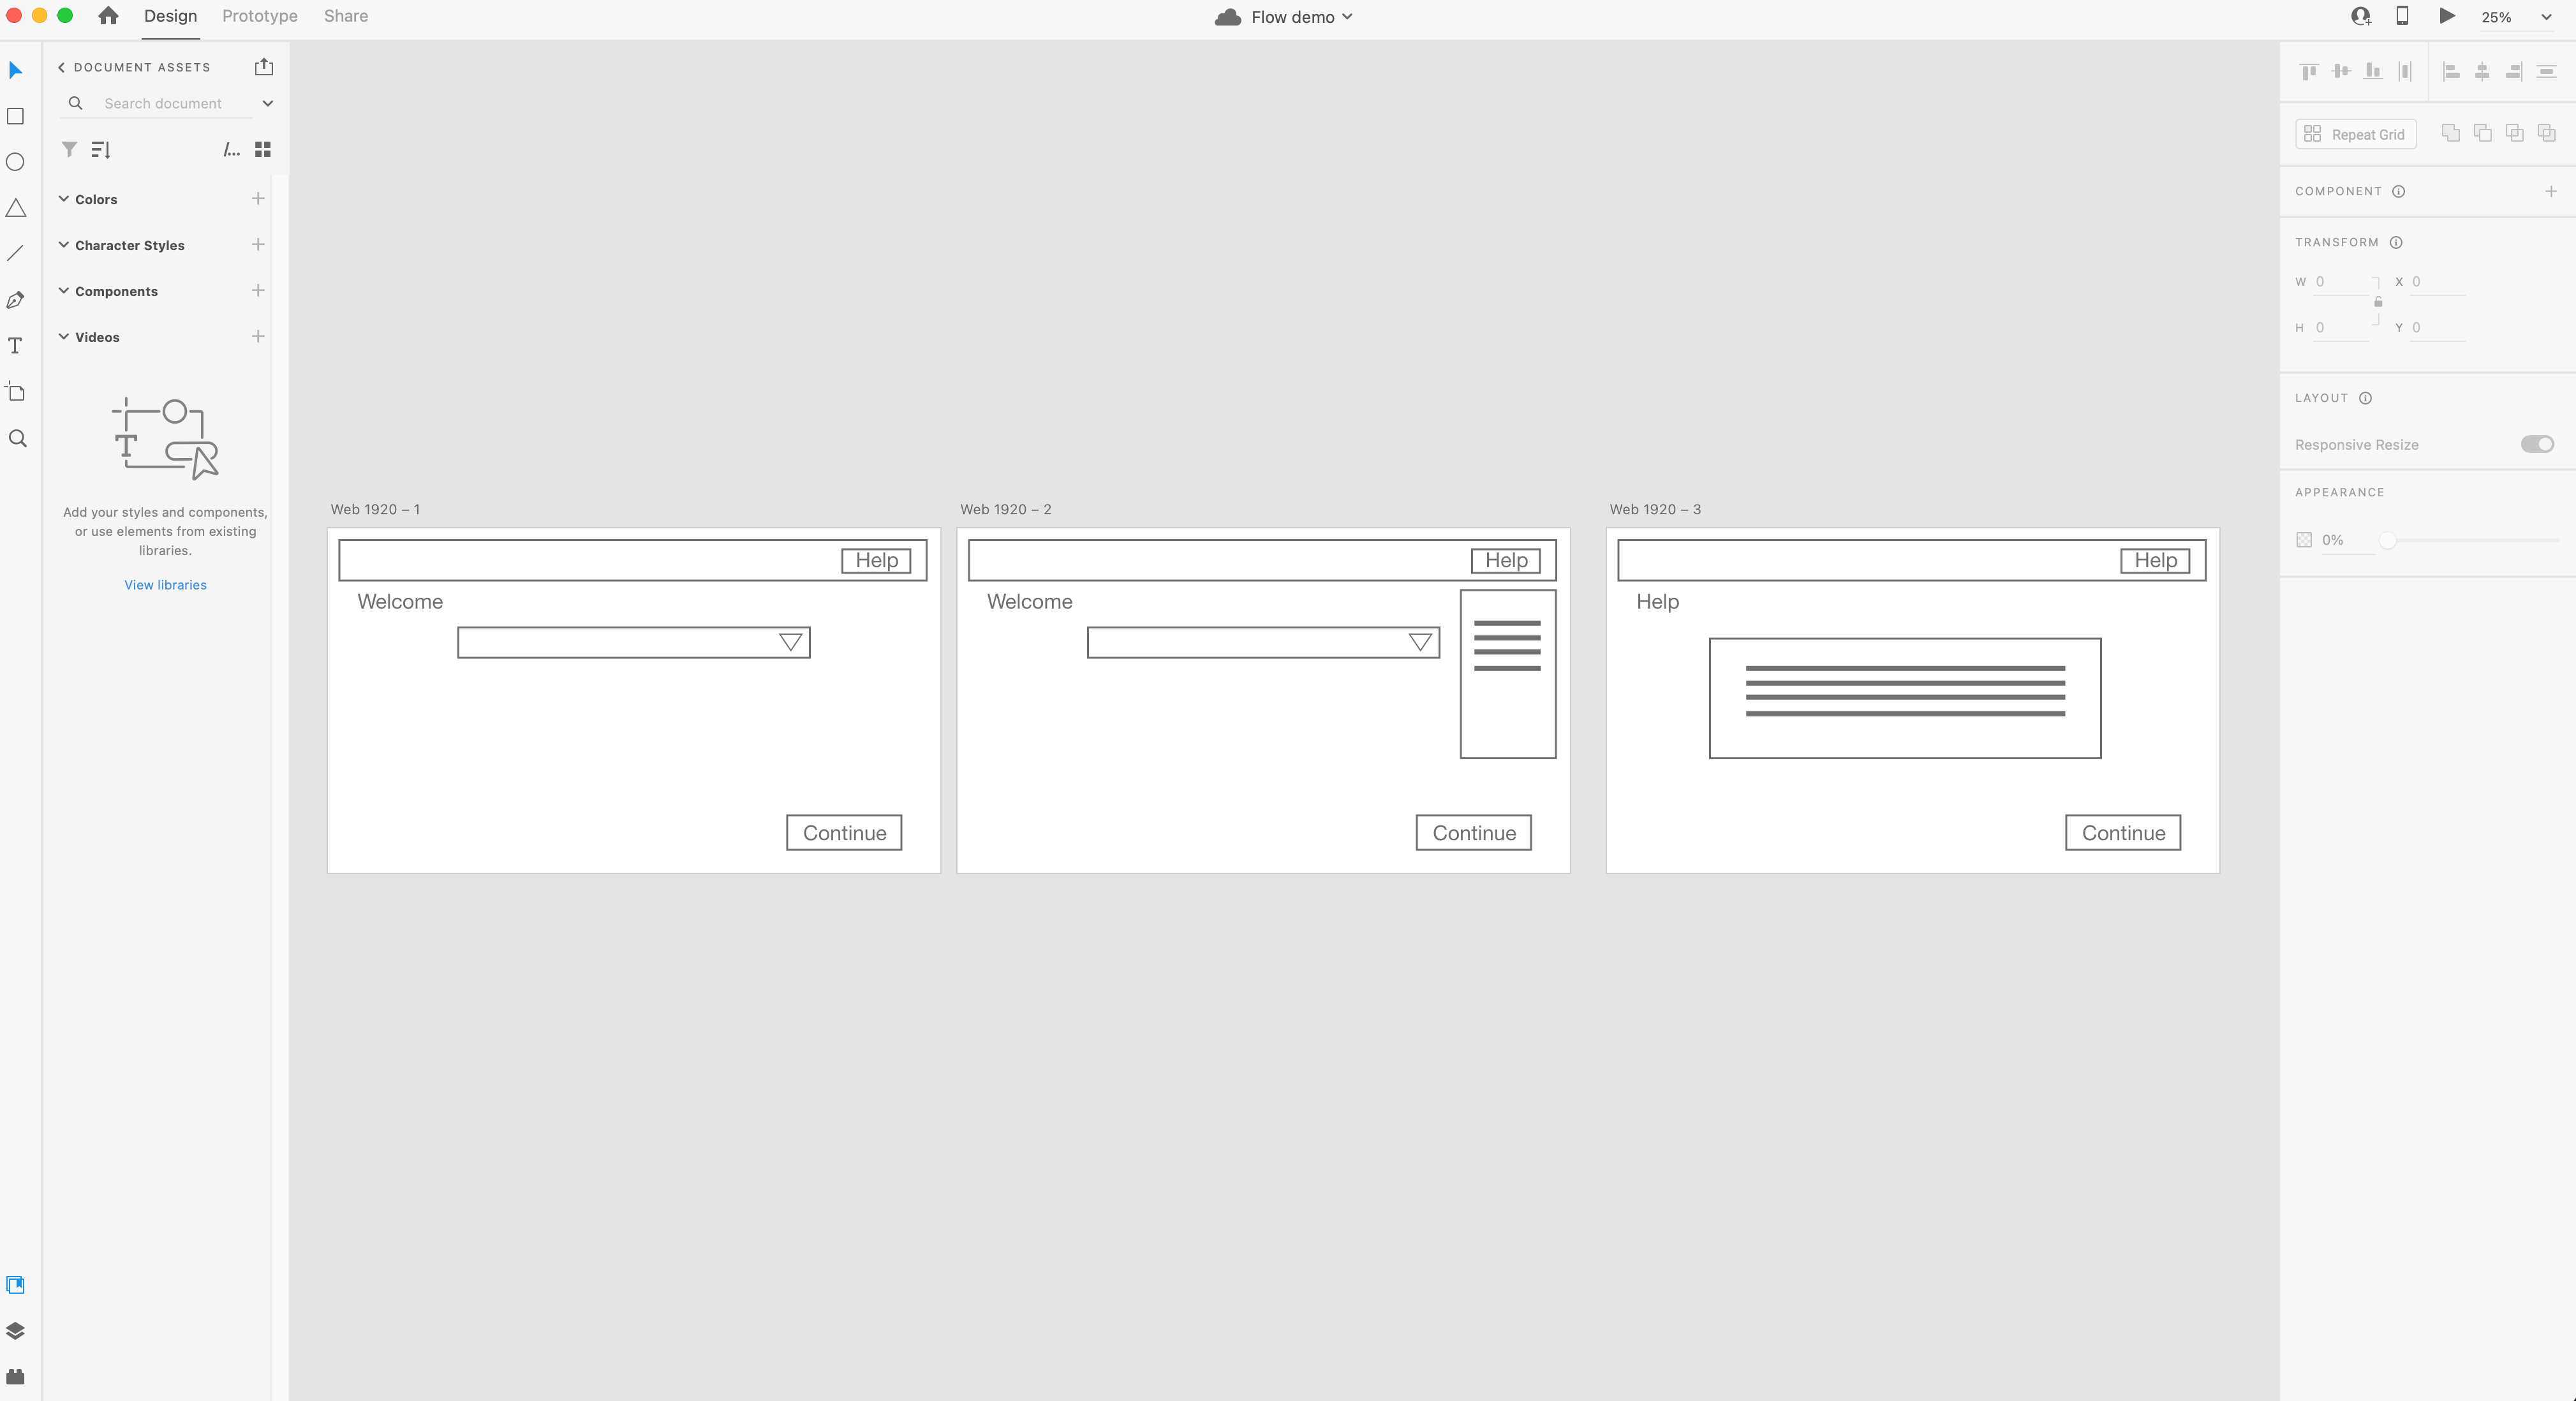 Design Prototype Share Flow demo 25%
DOCUMENT ASSETS
Search document
/...
Colors
Character Styles
Components
Videos
Add your styles and components,
or use elements from existing
libraries.
View libraries
Web 1920 – 1
Help
Welcome
Continue
Web 1920 – 2
Help
Welcome
Continue
Web 1920 – 3
Help
Help
Continue
Repeat Grid
COMPONENT
TRANSFORM
W 0 X 0
H 0 Y 0
LAYOUT
Responsive Resize
APPEARANCE
0%